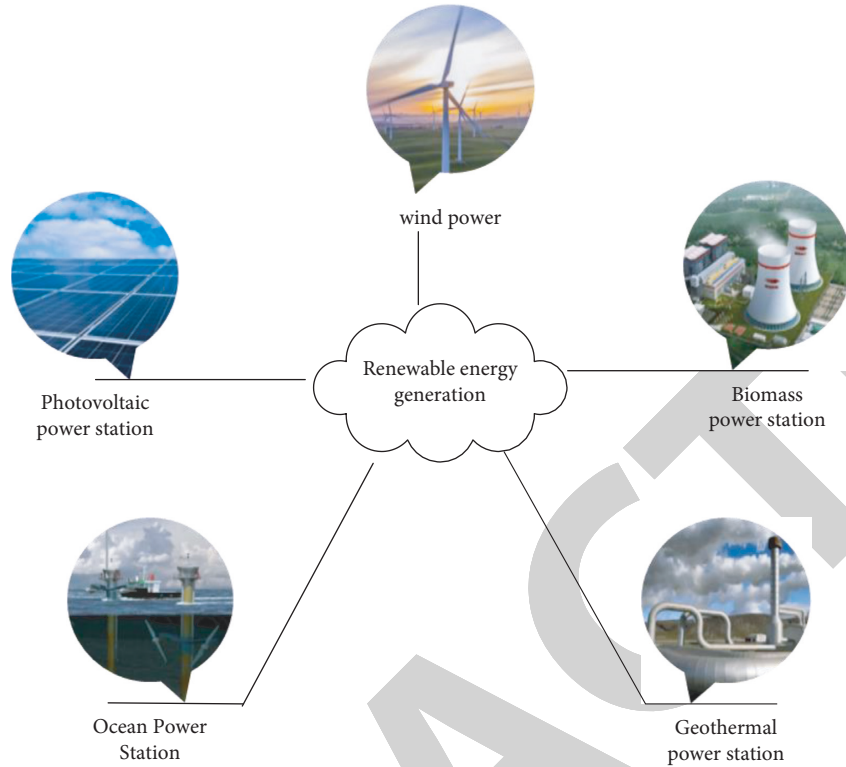 wind power
Renewable energy
generation
Photovoltaic
power station
Biomass
power station
Ocean Power
Station
Geothermal
power station